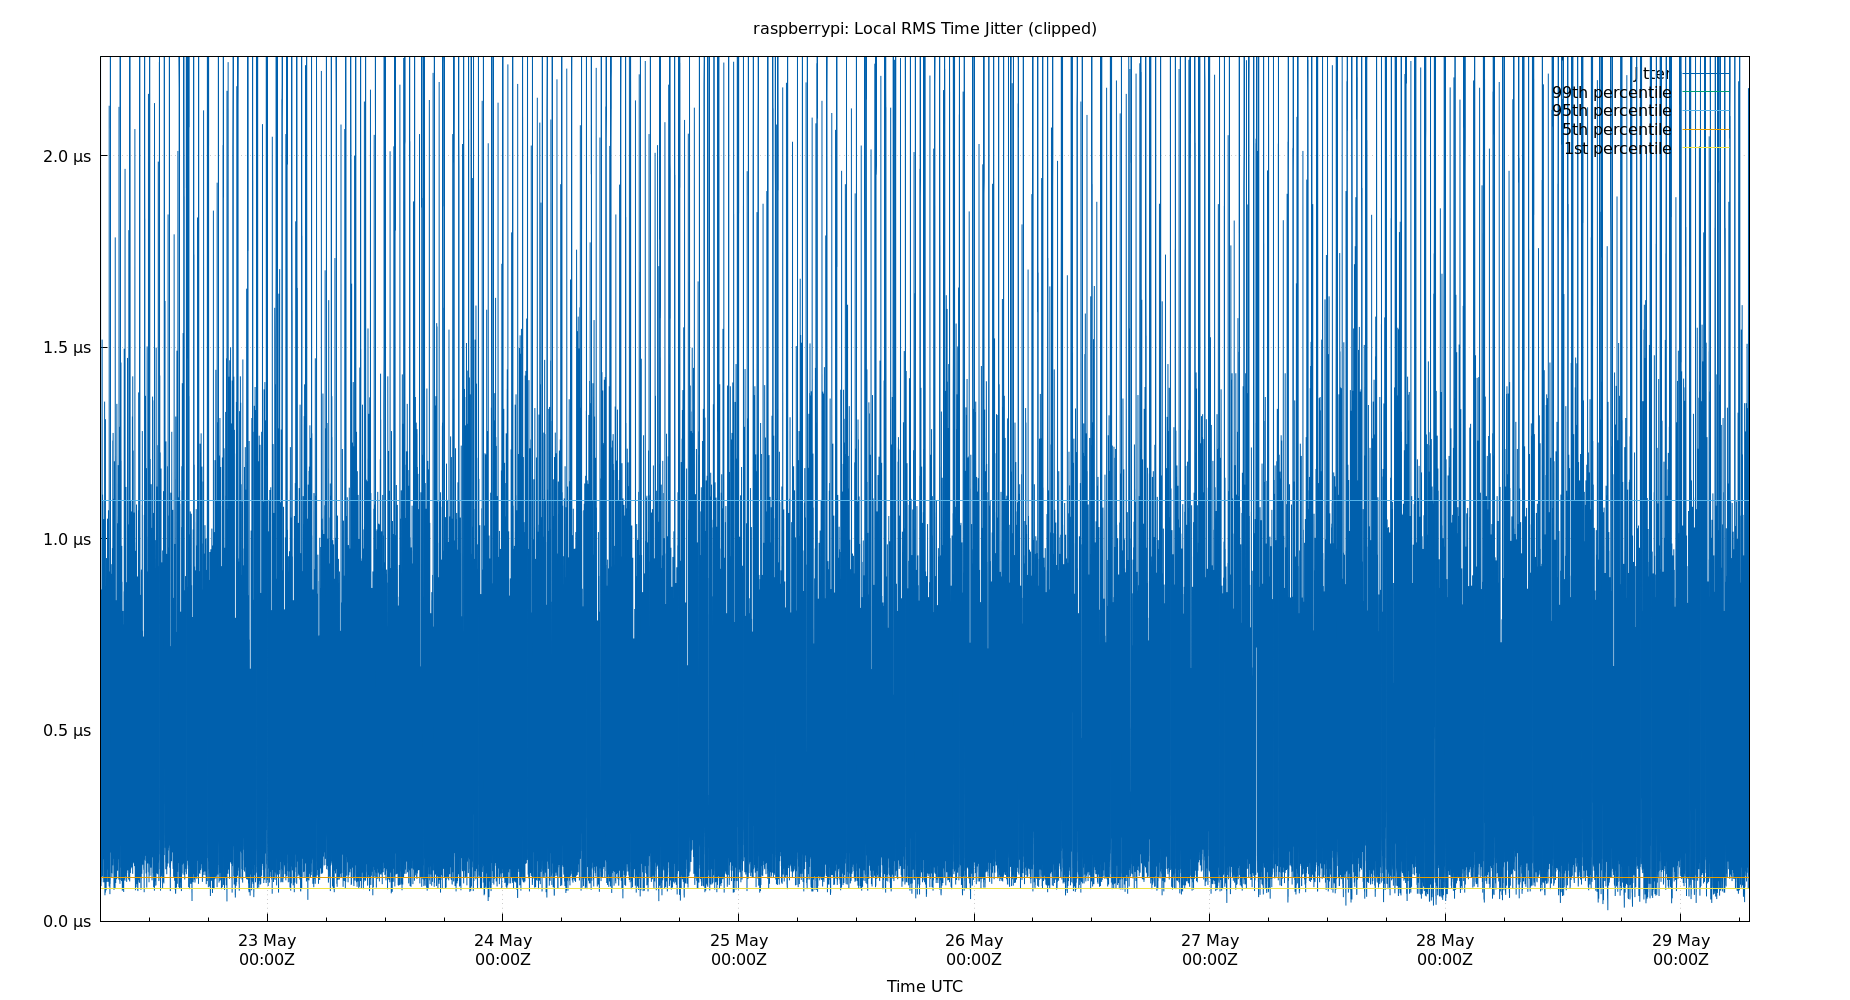 raspberrypi: Local RMS Time Jitter (clipped)
jitter
99th percentile
95th percentile
5th percentile
1st percentile
2.0 µs
1.5 µs
1.0 µs
0.5 µs
0.0 µs
23 May 24 May 25 May 26 May 27 May 28 May 29 May
00:00Z 00:00Z 00:00Z 00:00Z 00:00Z 00:00Z 00:00Z
Time UTC